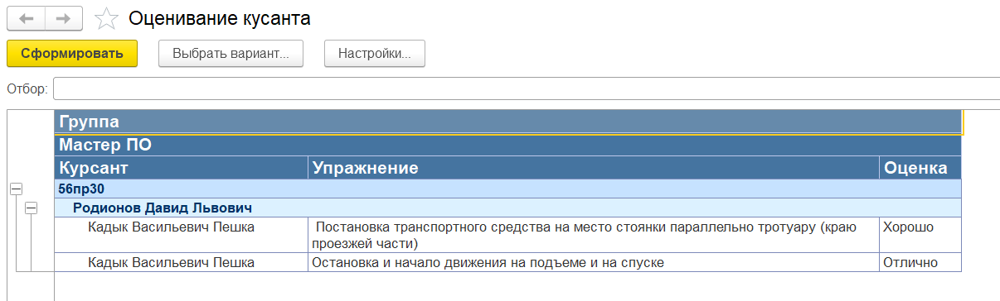 Оценивание кусанта
Сформировать Выбрать вариант... Настройки...
Отбор:
Группа
Мастер ПО
Курсант Упражнение Оценка
56пр30
Родионов Давид Львович
Кадык Васильевич Пешка Постановка транспортного средства на место стоянки параллельно тротуару (краю Хорошо
проезжей части)
Кадык Васильевич Пешка Остановка и начало движения на подъеме и на спуске Отлично